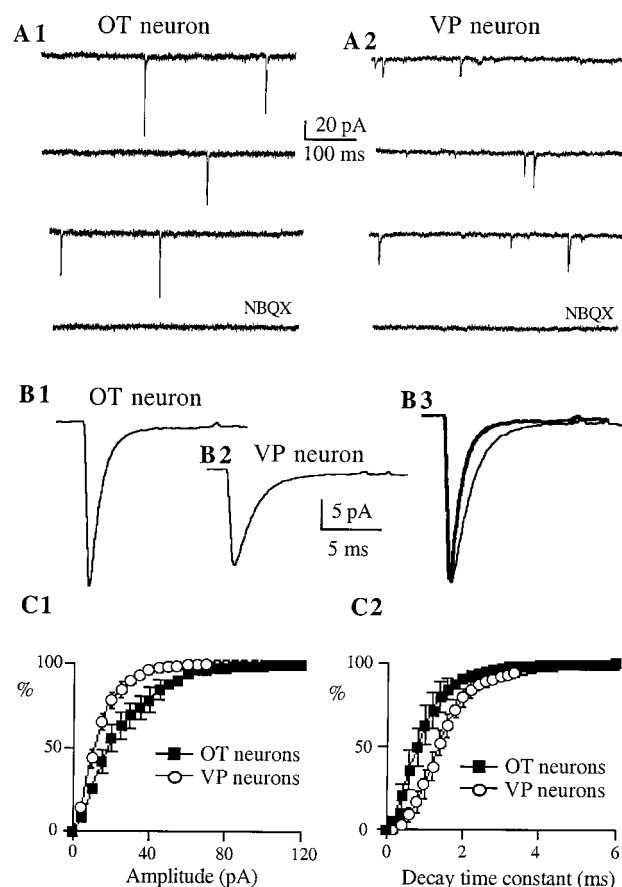 A1 OT neuron
A2 VP neuron
20 pA
100 ms
NBQX
NBQX
B1 OT neuron
B2 VP neuron
B3
5 pA
5 ms
C1
C2
100
%
50
0
0 40 80 120
Amplitude (pA)
OT neurons
VP neurons
100
%
50
0
0 2 4 6
Decay time constant (ms)
OT neurons
VP neurons